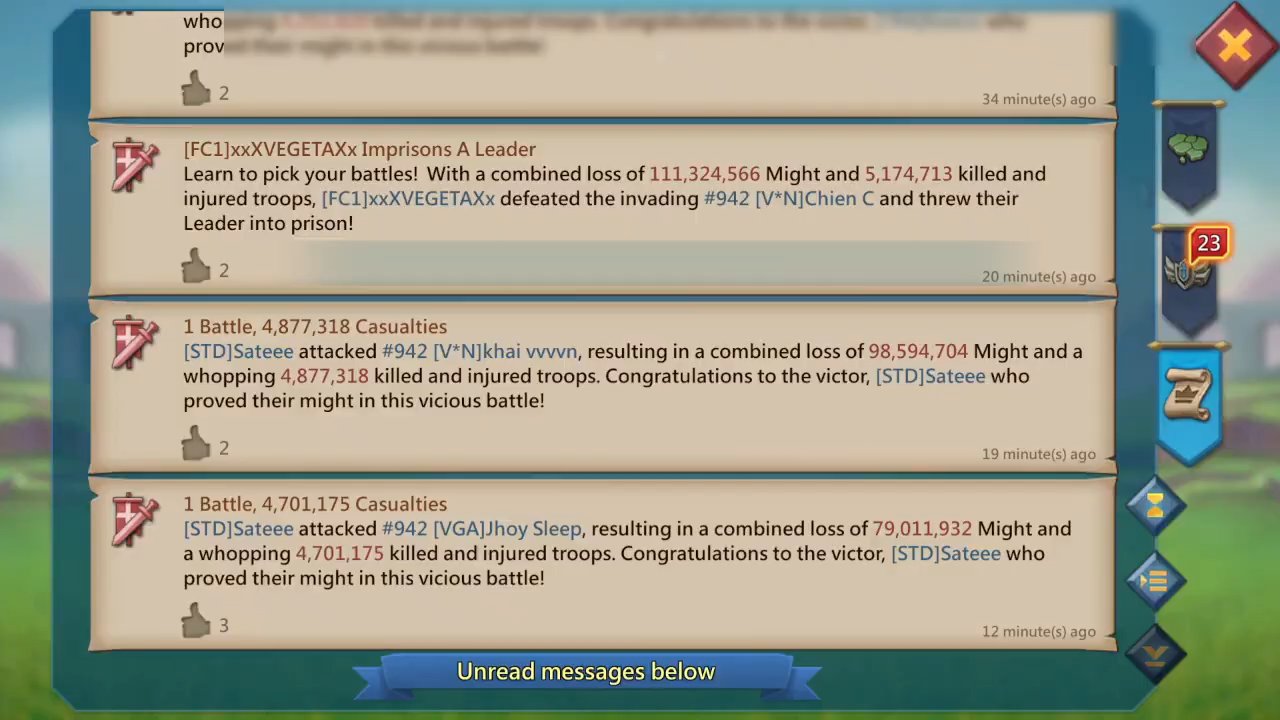 who
prov
2
34 minute(s) ago
[FC1]xxXVEGETAXx Imprisons A Leader
Learn to pick your battles! With a combined loss of 111,324,566 Might and 5,174,713 killed and
injured troops, [FC1]xxXVEGETAXx defeated the invading #942 [V*N]Chien C and threw their
Leader into prison!
2
20 minute(s) ago
23
1 Battle, 4,877,318 Casualties
[STD]Sateee attacked #942 [V*N]khai vvvvn, resulting in a combined loss of 98,594,704 Might and a
whopping 4,877,318 killed and injured troops. Congratulations to the victor, [STD]Sateee who
proved their might in this vicious battle!
2
19 minute(s) ago
1 Battle, 4,701,175 Casualties
[STD]Sateee attacked #942 [VGA]Jhoy Sleep, resulting in a combined loss of 79,011,932 Might and
a whopping 4,701,175 killed and injured troops. Congratulations to the victor, [STD]Sateee who
proved their might in this vicious battle!
3
12 minute(s) ago
Unread messages below